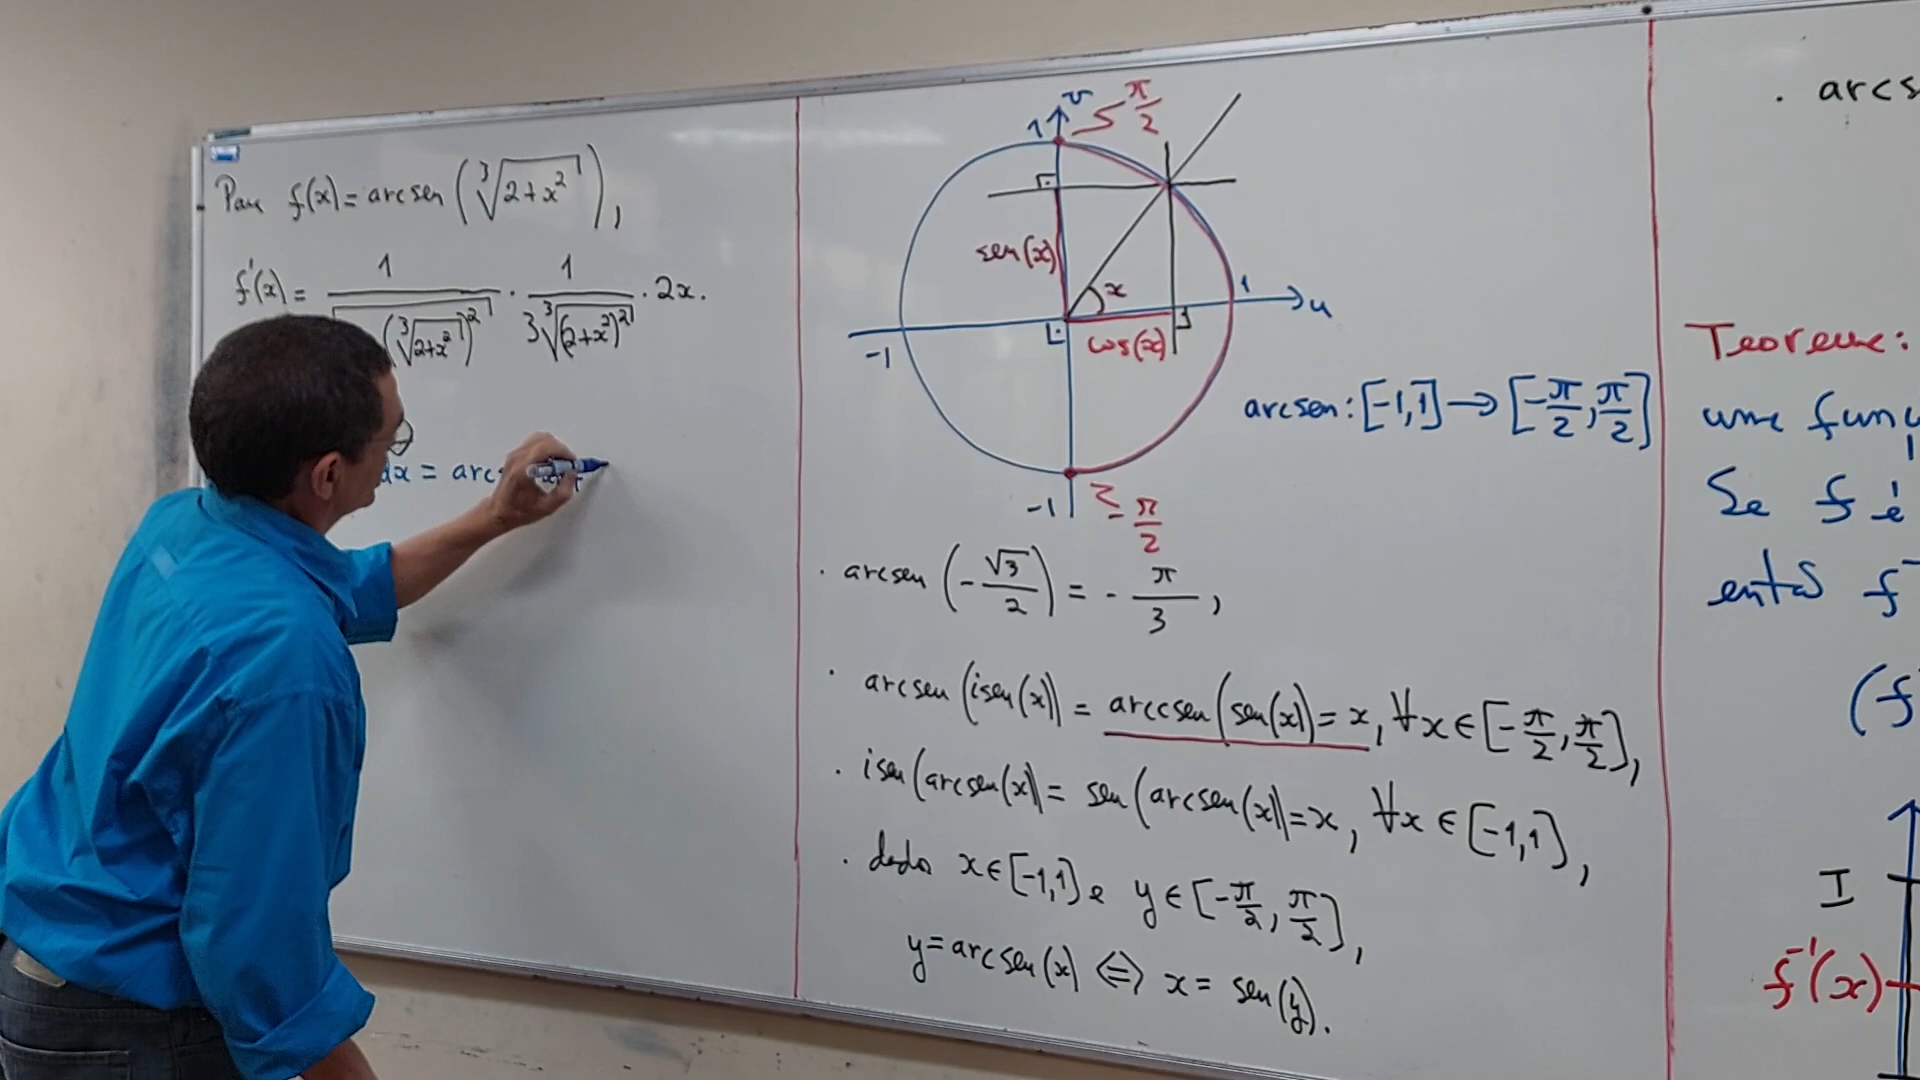 . Para f(x) = arcsen (∛(2+x²)),
f'(x) = 1 / √( (∛(2+x²))² ) · 1 / 3∛((2+x²)²) · 2x.
dx = arc
v
1
π/2
sen(x)
x
1
u
-1
cos(x)
-1
-π/2
arcsen: [-1,1] → [-π/2, π/2]
. arcsen (-√3/2) = - π/3,
. arcsen (isen(x)) = arccsen (sen(x)) = x, ∀x ∈ [-π/2, π/2],
. isen (arcsen(x)) = sen (arcsen(x)) = x, ∀x ∈ [-1,1],
. dado x ∈ [-1,1] e y ∈ [-π/2, π/2],
y = arcsen(x) ⇔ x = sen(y).
. arcs
Teorema:
uma funç
Se f é
então f⁻
(f
I
f⁻¹(x)